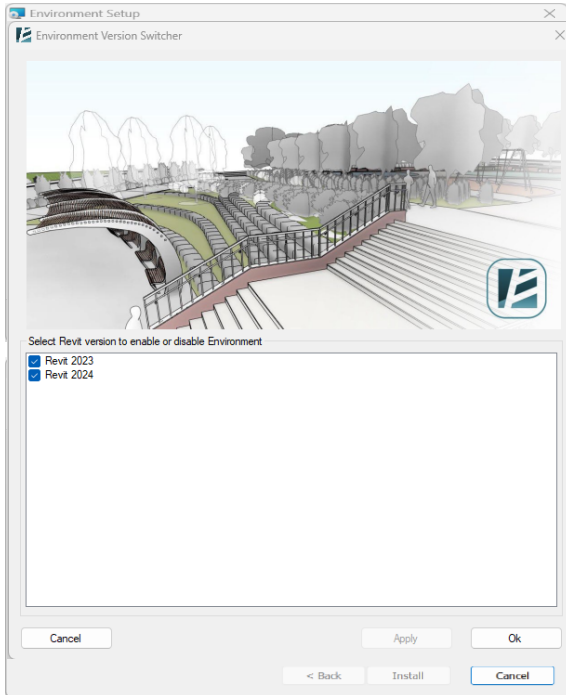 Environment Setup
Environment Version Switcher
Select Revit version to enable or disable Environment
Revit 2023
Revit 2024
Cancel Apply Ok
< Back Install Cancel